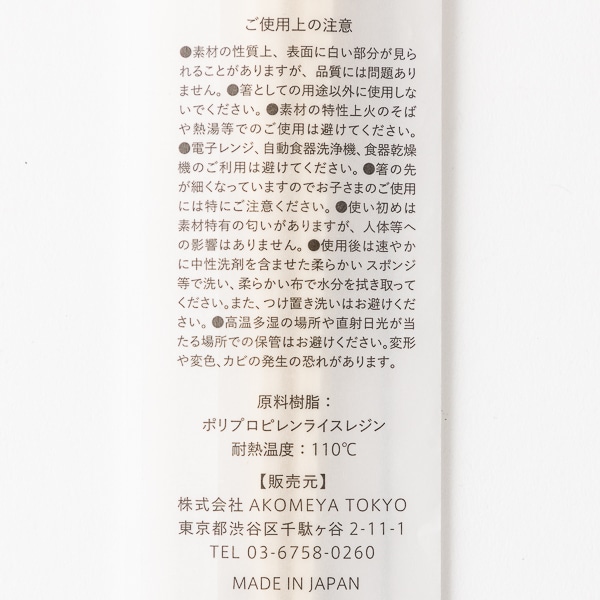 ご使用上の注意
●素材の性質上、表面に白い部分が見ら
れることがありますが、品質には問題あり
ません。●箸としての用途以外に使用しな
いでください。●素材の特性上火のそば
や熱湯等でのご使用は避けてください。
●電子レンジ、自動食器洗浄機、食器乾燥
機のご利用は避けてください。●箸の先
が細くなっていますのでお子さまのご使用
には特にご注意ください。●使い初めは
素材特有の匂いがありますが、人体等へ
の影響はありません。●使用後は速やか
に中性洗剤を含ませた柔らかい スポンジ
等で洗い、柔らかい布で水分を拭き取って
ください。また、つけ置き洗いはお避けくだ
さい。●高温多湿の場所や直射日光が当
たる場所での保管はお避けください。変形
や変色、カビの発生の恐れがあります。
原料樹脂：
ポリプロピレンライスレジン
耐熱温度：110℃
【販売元】
株式会社 AKOMEYA TOKYO
東京都渋谷区千駄ヶ谷 2-11-1
TEL 03-6758-0260
MADE IN JAPAN